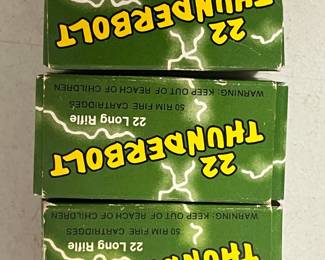 THUN
22 Long Rifle
50 RIM FIRE CARTRIDGES
WARNING: KEEP OUT OF REACH OF CHILDREN
22
THUNDERBOLT
22 Long Rifle
50 RIM FIRE CARTRIDGES
WARNING: KEEP OUT OF REACH OF CHILDREN
22
THUNDERBOLT